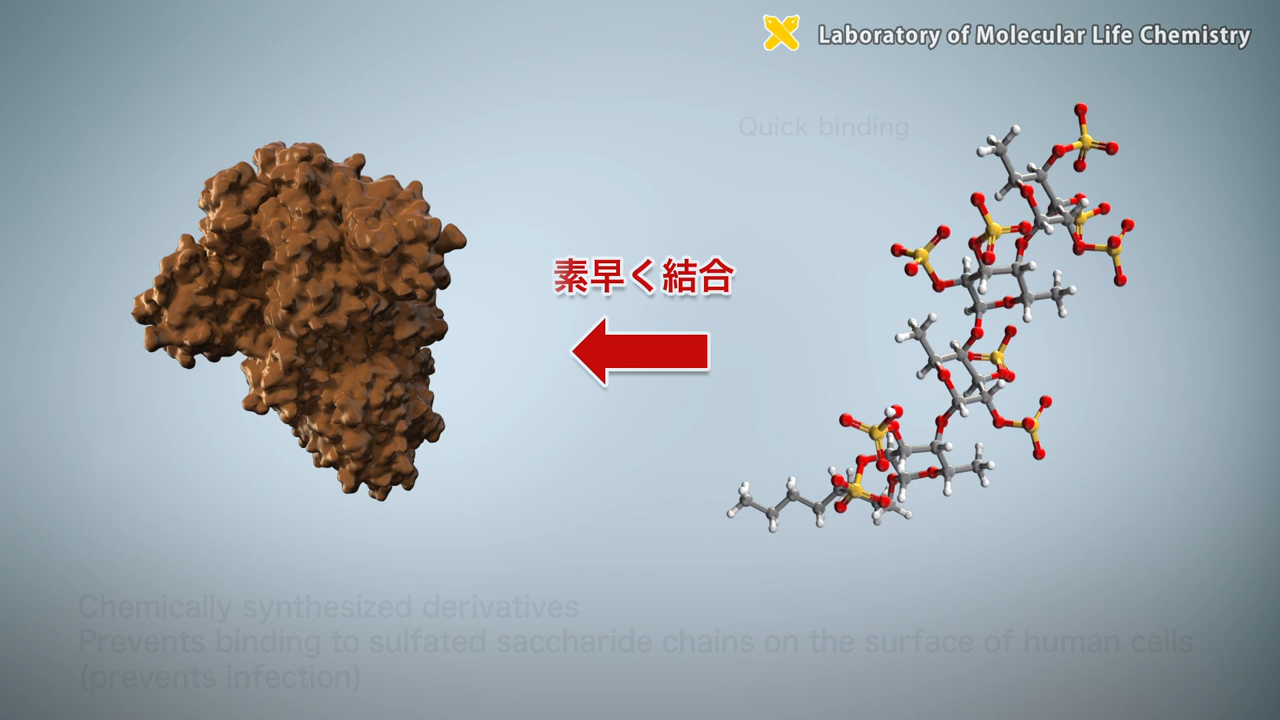 Laboratory of Molecular Life Chemistry
Quick binding
素早く結合
Chemically synthesized derivatives
Prevents binding to sulfated saccharide chains on the surface of human cells
(prevents infection)